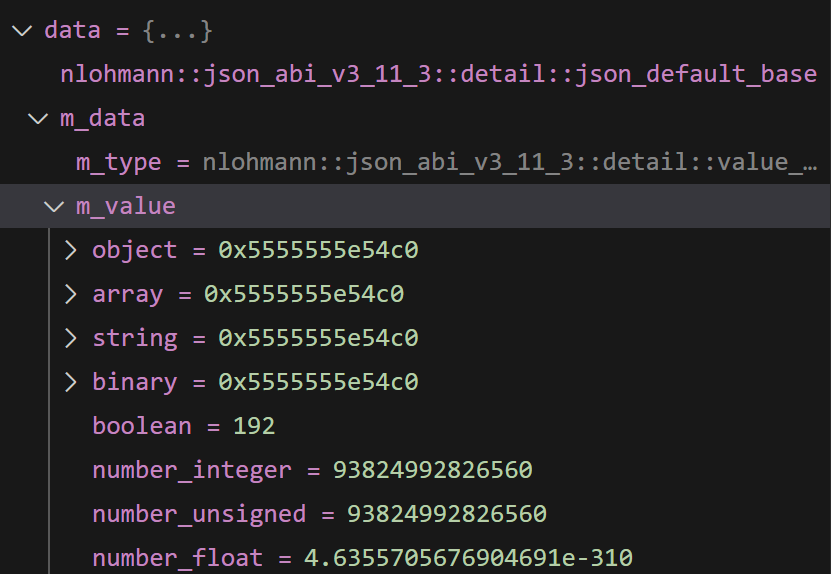 data = {...}
nlohmann::json_abi_v3_11_3::detail::json_default_base
m_data
m_type = nlohmann::json_abi_v3_11_3::detail::value_…
m_value
object = 0x5555555e54c0
array = 0x5555555e54c0
string = 0x5555555e54c0
binary = 0x5555555e54c0
boolean = 192
number_integer = 93824992826560
number_unsigned = 93824992826560
number_float = 4.6355705676904691e-310